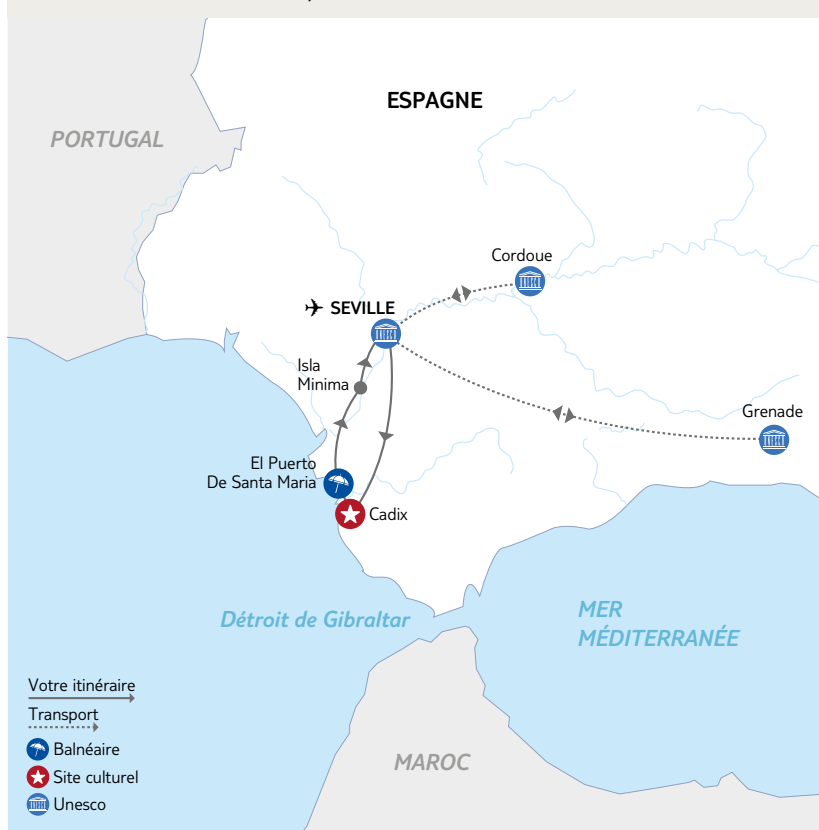 ESPAGNE
PORTUGAL
Cordoue
SEVILLE
Isla
Minima
Grenade
El Puerto
De Santa Maria
Cadix
Détroit de Gibraltar
MER
MÉDITERRANÉE
MAROC
Votre itinéraire
Transport
Balnéaire
Site culturel
Unesco